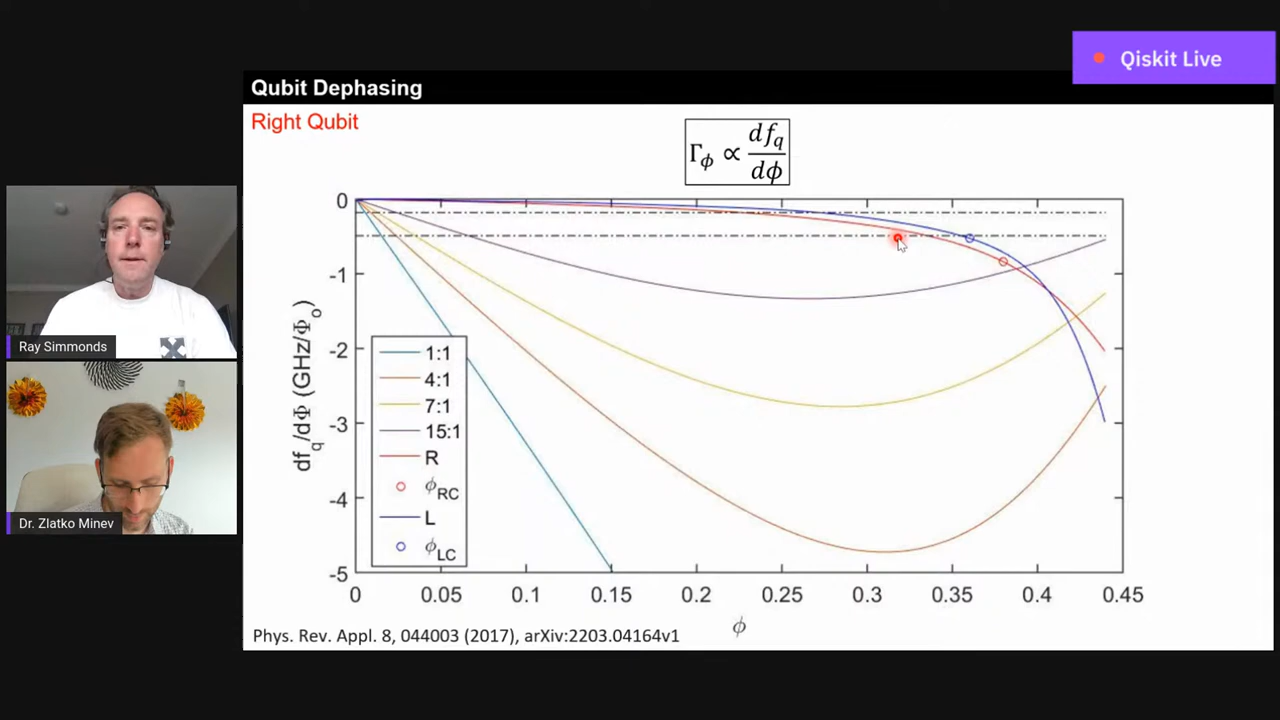 Qiskit Live
Qubit Dephasing
Right Qubit
Γϕ ∝ dfq/dϕ
0
-1
-2
-3
-4
-5
dfq/dΦ (GHz/Φo)
1:1
4:1
7:1
15:1
R
ϕRC
L
ϕLC
0 0.05 0.1 0.15 0.2 0.25 0.3 0.35 0.4 0.45
ϕ
Phys. Rev. Appl. 8, 044003 (2017), arXiv:2203.04164v1
Ray Simmonds
Dr. Zlatko Minev